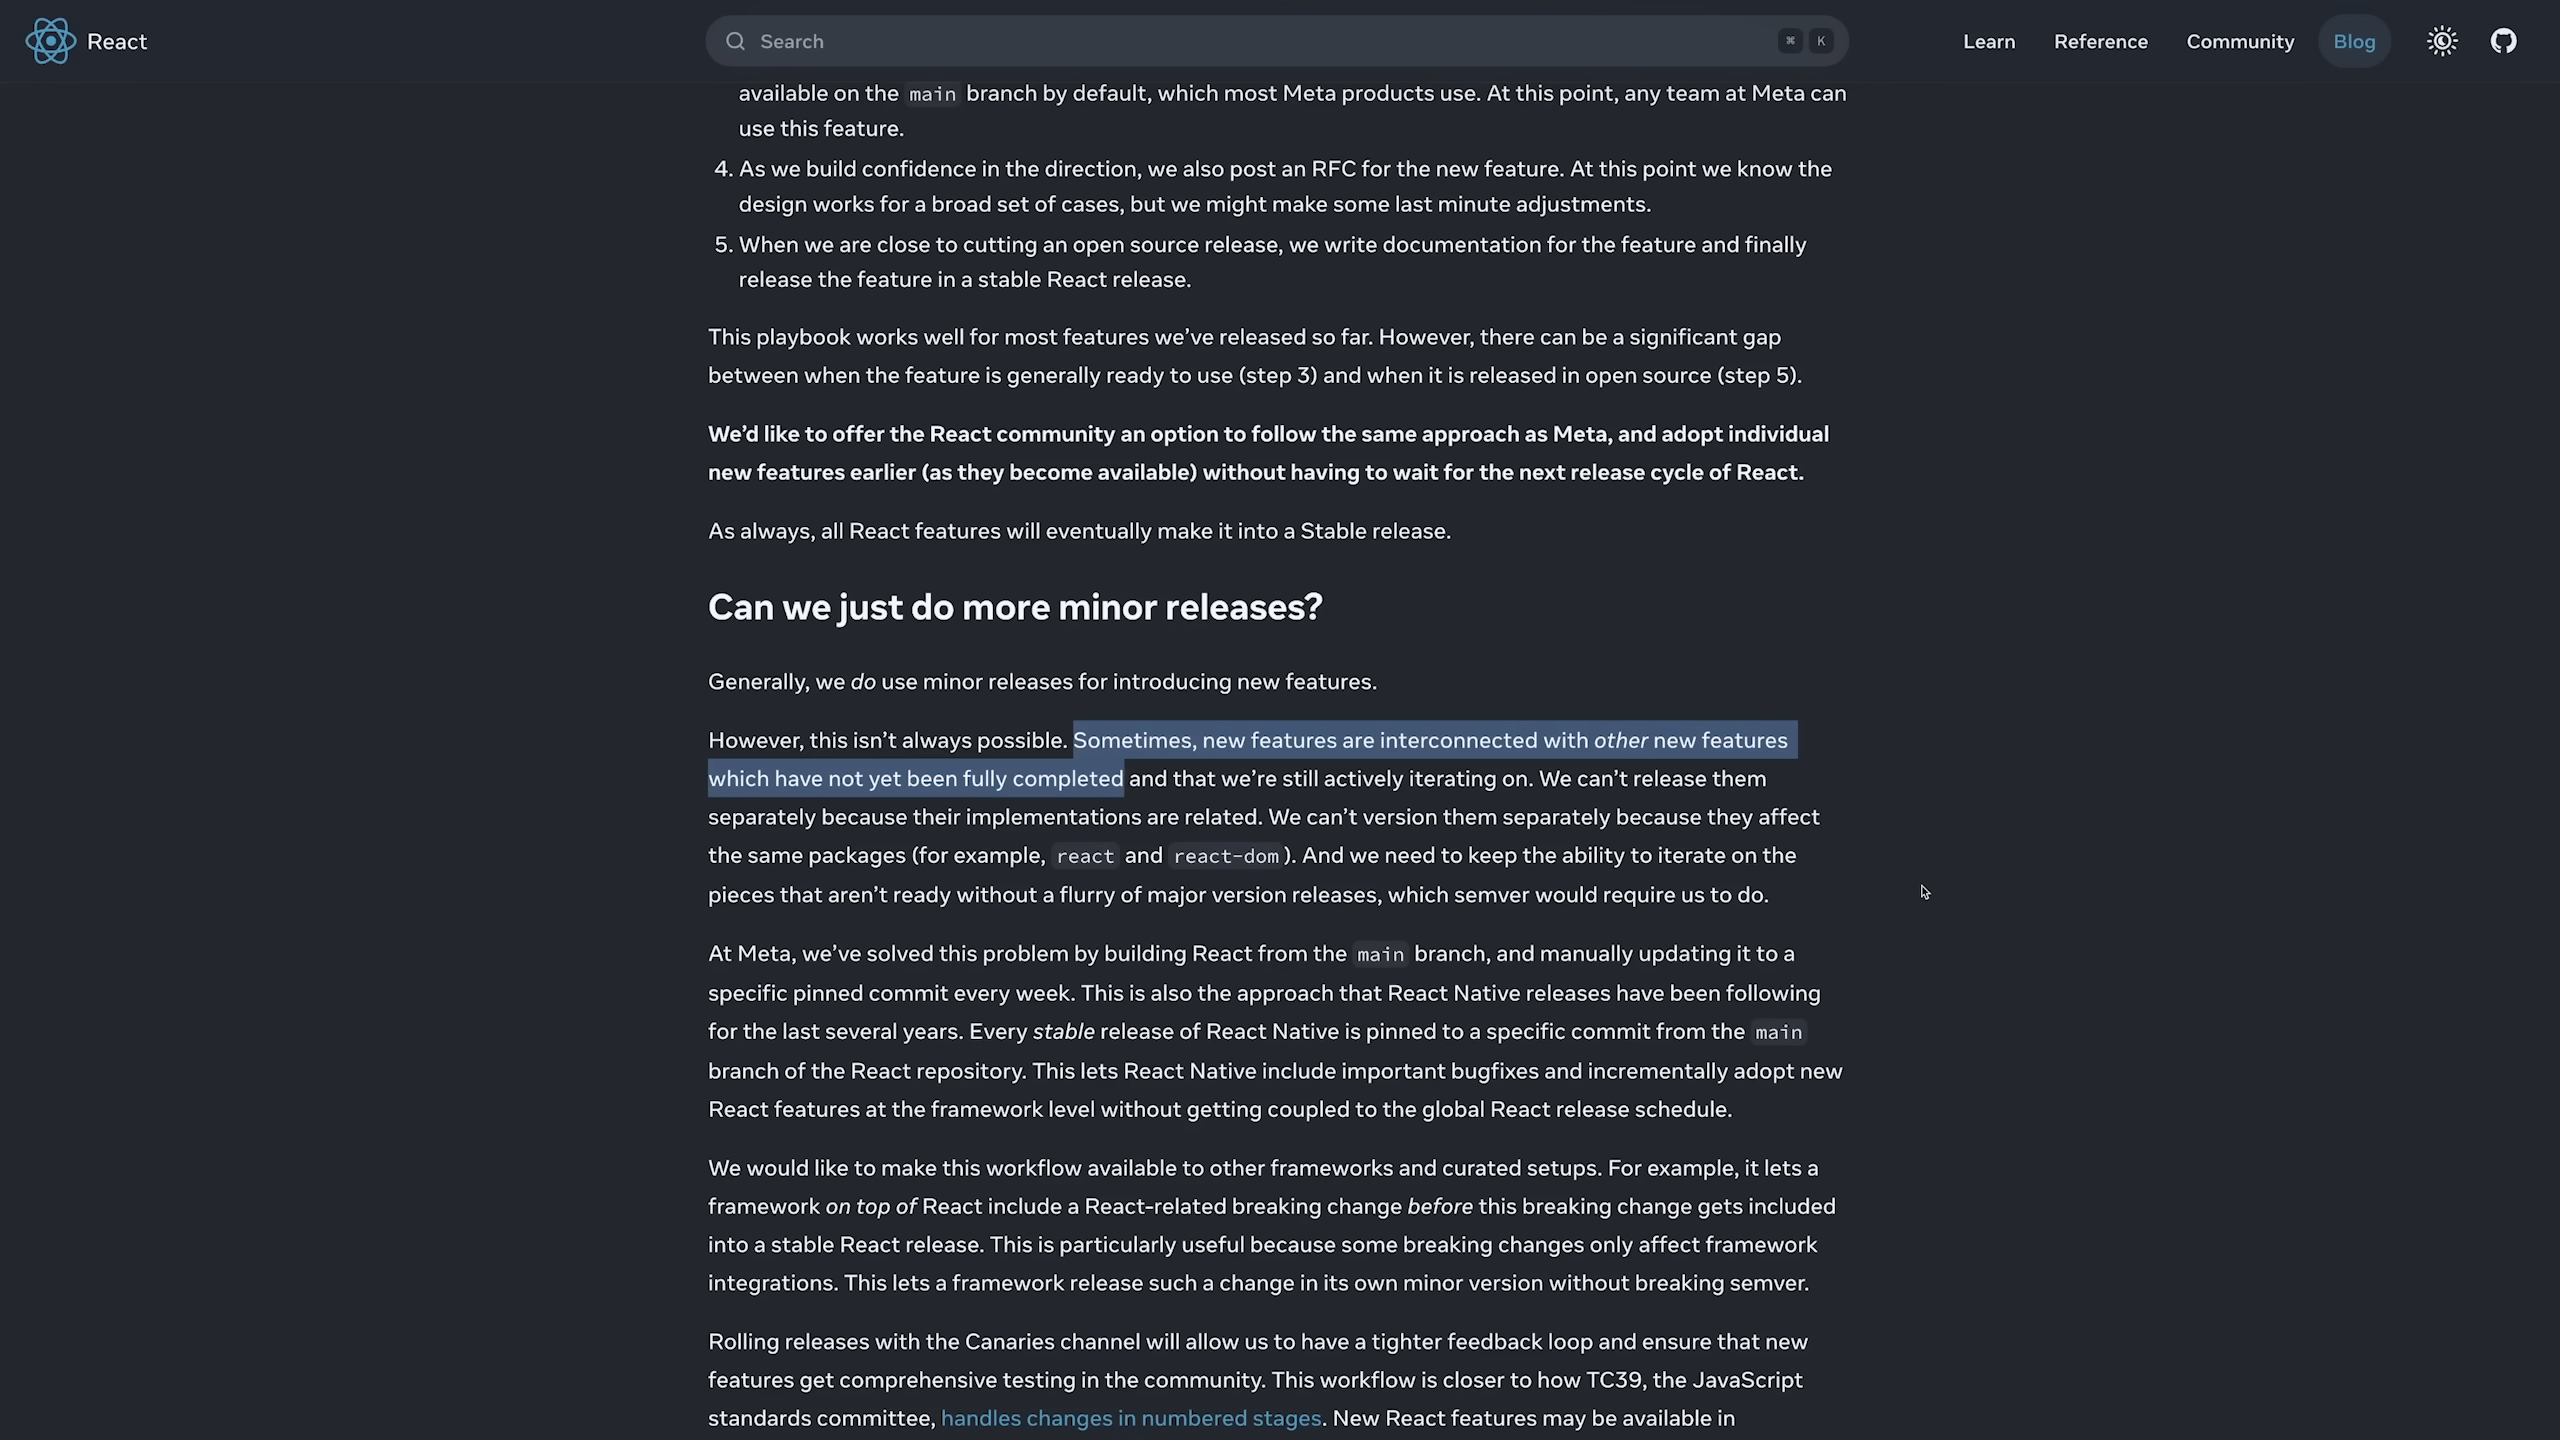 React
Search
⌘ K
Learn
Reference
Community
Blog
available on the main branch by default, which most Meta products use. At this point, any team at Meta can
use this feature.
4. As we build confidence in the direction, we also post an RFC for the new feature. At this point we know the
design works for a broad set of cases, but we might make some last minute adjustments.
5. When we are close to cutting an open source release, we write documentation for the feature and finally
release the feature in a stable React release.
This playbook works well for most features we’ve released so far. However, there can be a significant gap
between when the feature is generally ready to use (step 3) and when it is released in open source (step 5).
We’d like to offer the React community an option to follow the same approach as Meta, and adopt individual
new features earlier (as they become available) without having to wait for the next release cycle of React.
As always, all React features will eventually make it into a Stable release.
Can we just do more minor releases?
Generally, we do use minor releases for introducing new features.
However, this isn’t always possible. Sometimes, new features are interconnected with other new features
which have not yet been fully completed and that we’re still actively iterating on. We can’t release them
separately because their implementations are related. We can’t version them separately because they affect
the same packages (for example, react and react-dom). And we need to keep the ability to iterate on the
pieces that aren’t ready without a flurry of major version releases, which semver would require us to do.
At Meta, we’ve solved this problem by building React from the main branch, and manually updating it to a
specific pinned commit every week. This is also the approach that React Native releases have been following
for the last several years. Every stable release of React Native is pinned to a specific commit from the main
branch of the React repository. This lets React Native include important bugfixes and incrementally adopt new
React features at the framework level without getting coupled to the global React release schedule.
We would like to make this workflow available to other frameworks and curated setups. For example, it lets a
framework on top of React include a React-related breaking change before this breaking change gets included
into a stable React release. This is particularly useful because some breaking changes only affect framework
integrations. This lets a framework release such a change in its own minor version without breaking semver.
Rolling releases with the Canaries channel will allow us to have a tighter feedback loop and ensure that new
features get comprehensive testing in the community. This workflow is closer to how TC39, the JavaScript
standards committee, handles changes in numbered stages. New React features may be available in